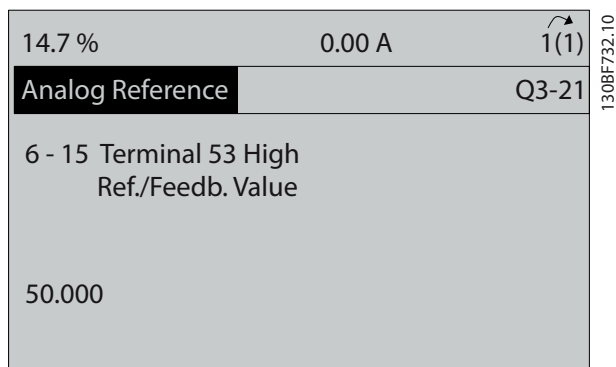 14.7 % 0.00 A 1(1)
Analog Reference Q3-21
6 - 15 Terminal 53 High
Ref./Feedb. Value
50.000
130BF732.10